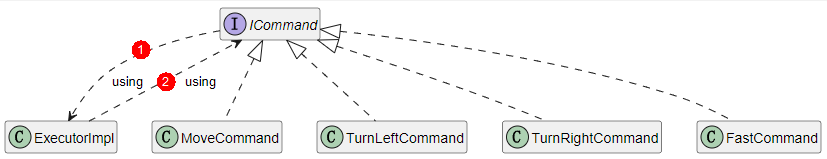 I ICommand
1
using 2 using
C ExecutorImpl C MoveCommand C TurnLeftCommand C TurnRightCommand C FastCommand